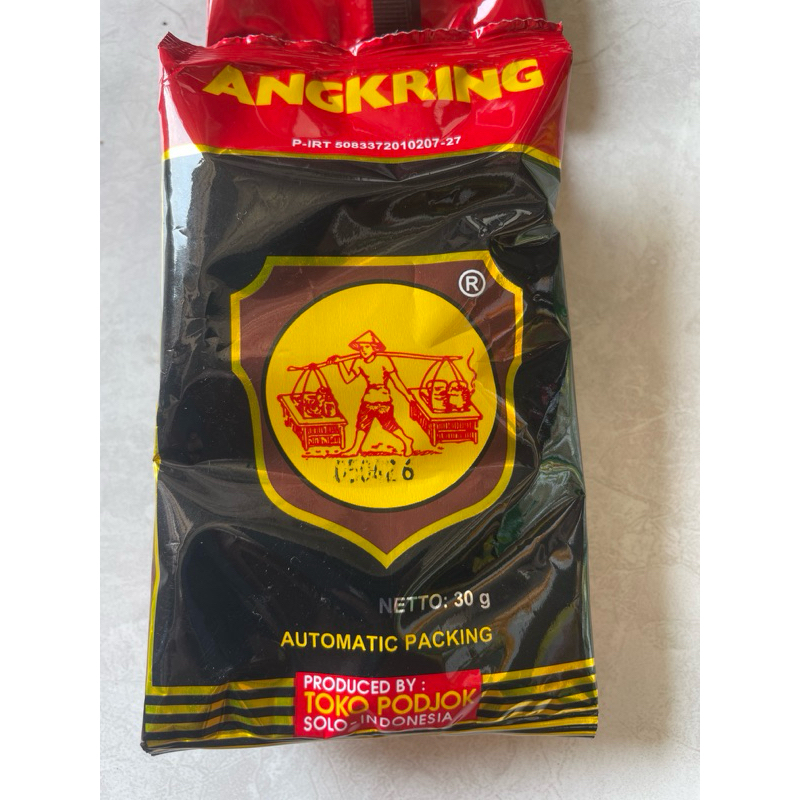 ANGKRING
P-IRT 5083372010207-27
®
NETTO: 30 g
AUTOMATIC PACKING
PRODUCED BY :
TOKO PODJOK
SOLO - INDONESIA